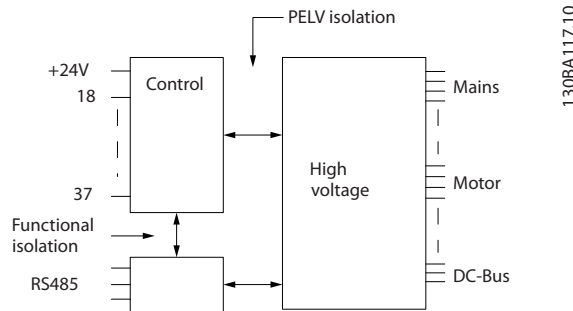 PELV isolation
130BA117.10
+24V
Control
18
Mains
High
voltage
37
Motor
Functional
isolation
RS485
DC-Bus